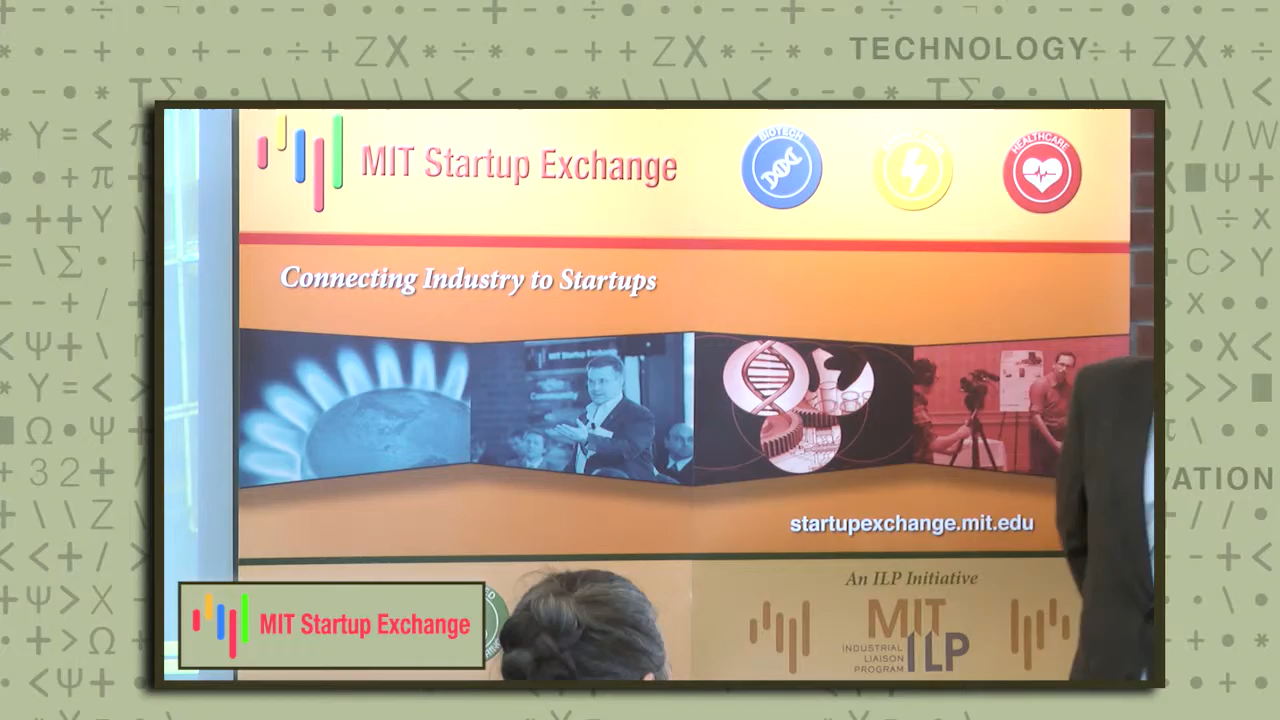 TECHNOLOGY
MIT Startup Exchange
BIOTECH
HEALTHCARE
Connecting Industry to Startups
startupexchange.mit.edu
An ILP Initiative
MIT
ILP
INDUSTRIAL
LIAISON
PROGRAM
MIT Startup Exchange
VATION